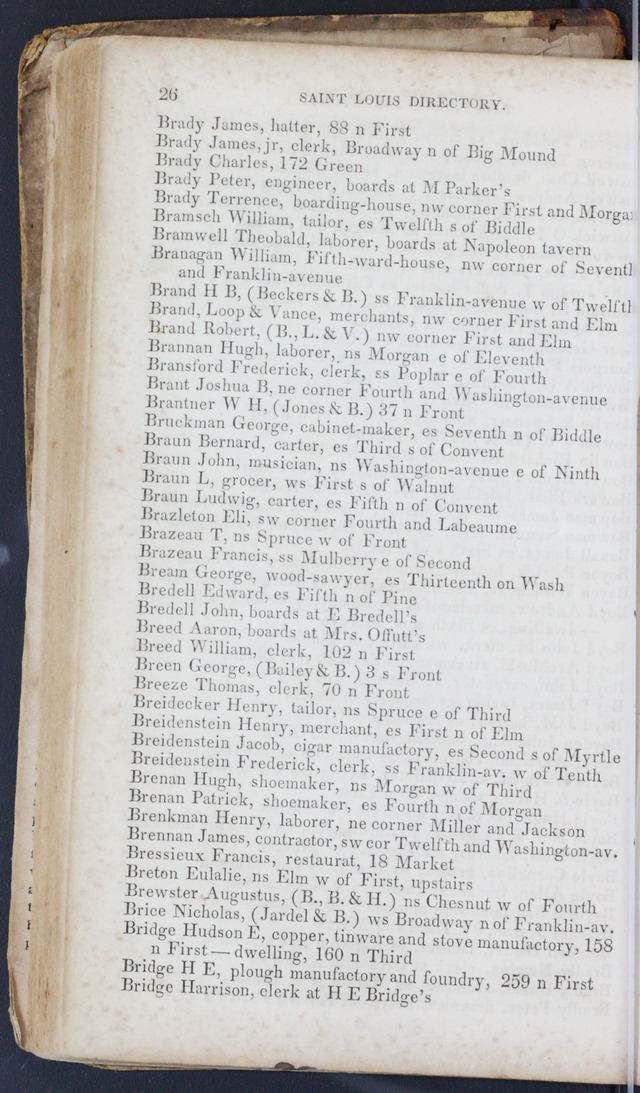 26 SAINT LOUIS DIRECTORY.
Brady James, hatter, 88 n First
Brady James, jr, clerk, Broadway n of Big Mound
Brady Charles, 172 Green
Brady Peter, engineer, boards at M Parker's
Brady Terrence, boarding-house, nw corner First and Morga
Bramsch William, tailor, es Twelfth s of Biddle
Bramwell Theobald, laborer, boards at Napoleon tavern
Branagan William, Fifth-ward-house, nw corner of Sevent
and Franklin-avenue
Brand H B, (Beckers & B.) ss Franklin-avenue w of Twelft
Brand, Loop & Vance, merchants, nw corner First and Elm
Brand Robert, (B., L. & V.) nw corner First and Elm
Brannan Hugh, laborer, ns Morgan e of Eleventh
Bransford Frederick, clerk, ss Poplar e of Fourth
Brant Joshua B, ne corner Fourth and Washington-avenue
Brantner W H, (Jones & B.) 37 n Front
Bruckman George, cabinet-maker, es Seventh n of Biddle
Braun Bernard, carter, es Third s of Convent
Braun John, musician, ns Washington-avenue e of Ninth
Braun L, grocer, ws First s of Walnut
Braun Ludwig, carter, es Fifth n of Convent
Brazleton Eli, sw corner Fourth and Labeaume
Brazeau T, ns Spruce w of Front
Brazeau Francis, ss Mulberry e of Second
Bream George, wood-sawyer, es Thirteenth on Wash
Bredell Edward, es Fifth n of Pine
Bredell John, boards at E Bredell's
Breed Aaron, boards at Mrs. Offutt's
Breed William, clerk, 102 n First
Breen George, (Bailey & B.) 3 s Front
Breeze Thomas, clerk, 70 n Front
Breidecker Henry, tailor, ns Spruce e of Third
Breidenstein Henry, merchant, es First n of Elm
Breidenstein Jacob, cigar manufactory, es Second s of Myrtle
Breidenstein Frederick, clerk, ss Franklin-av. w of Tenth
Brenan Hugh, shoemaker, ns Morgan w of Third
Brenan Patrick, shoemaker, es Fourth n of Morgan
Brenkman Henry, laborer, ne corner Miller and Jackson
Brennan James, contractor, sw cor Twelfth and Washington-av.
Bressieux Francis, restaurat, 18 Market
Breton Eulalie, ns Elm w of First, upstairs
Brewster Augustus, (B., B. & H.) ns Chesnut w of Fourth
Brice Nicholas, (Jardel & B.) ws Broadway n of Franklin-av.
Bridge Hudson E, copper, tinware and stove manufactory, 158
n First — dwelling, 160 n Third
Bridge H E, plough manufactory and foundry, 259 n First
Bridge Harrison, clerk at H E Bridge's